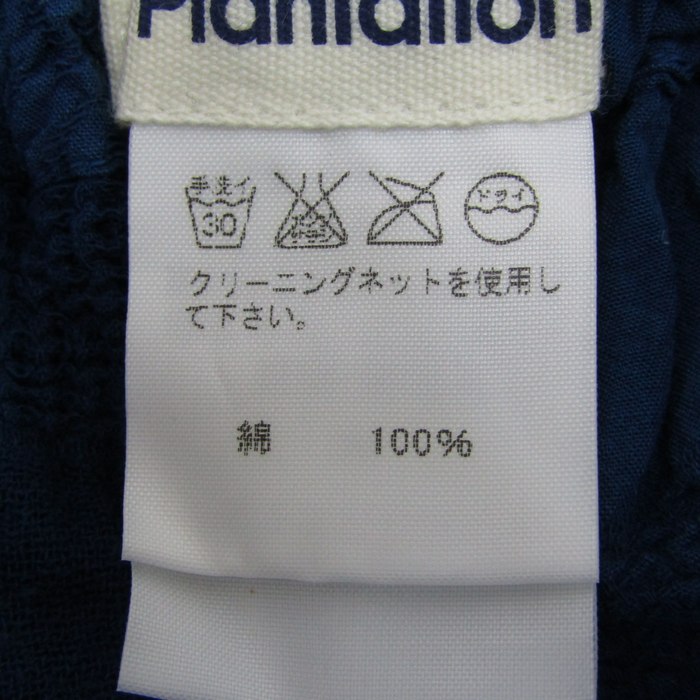 Plantation
手洗イ
30
ドライ
クリーニングネットを使用し
て下さい。
綿 100%